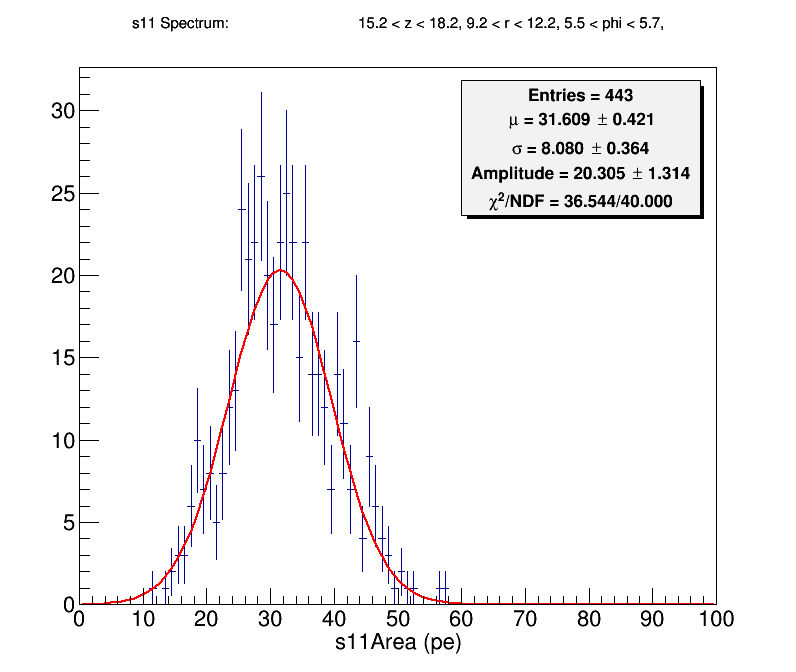 s11 Spectrum: 15.2 < z < 18.2, 9.2 < r < 12.2, 5.5 < phi < 5.7,
Entries = 443
μ = 31.609 ± 0.421
σ = 8.080 ± 0.364
Amplitude = 20.305 ± 1.314
χ²/NDF = 36.544/40.000
30
25
20
15
10
5
0
0 10 20 30 40 50 60 70 80 90 100
s11Area (pe)